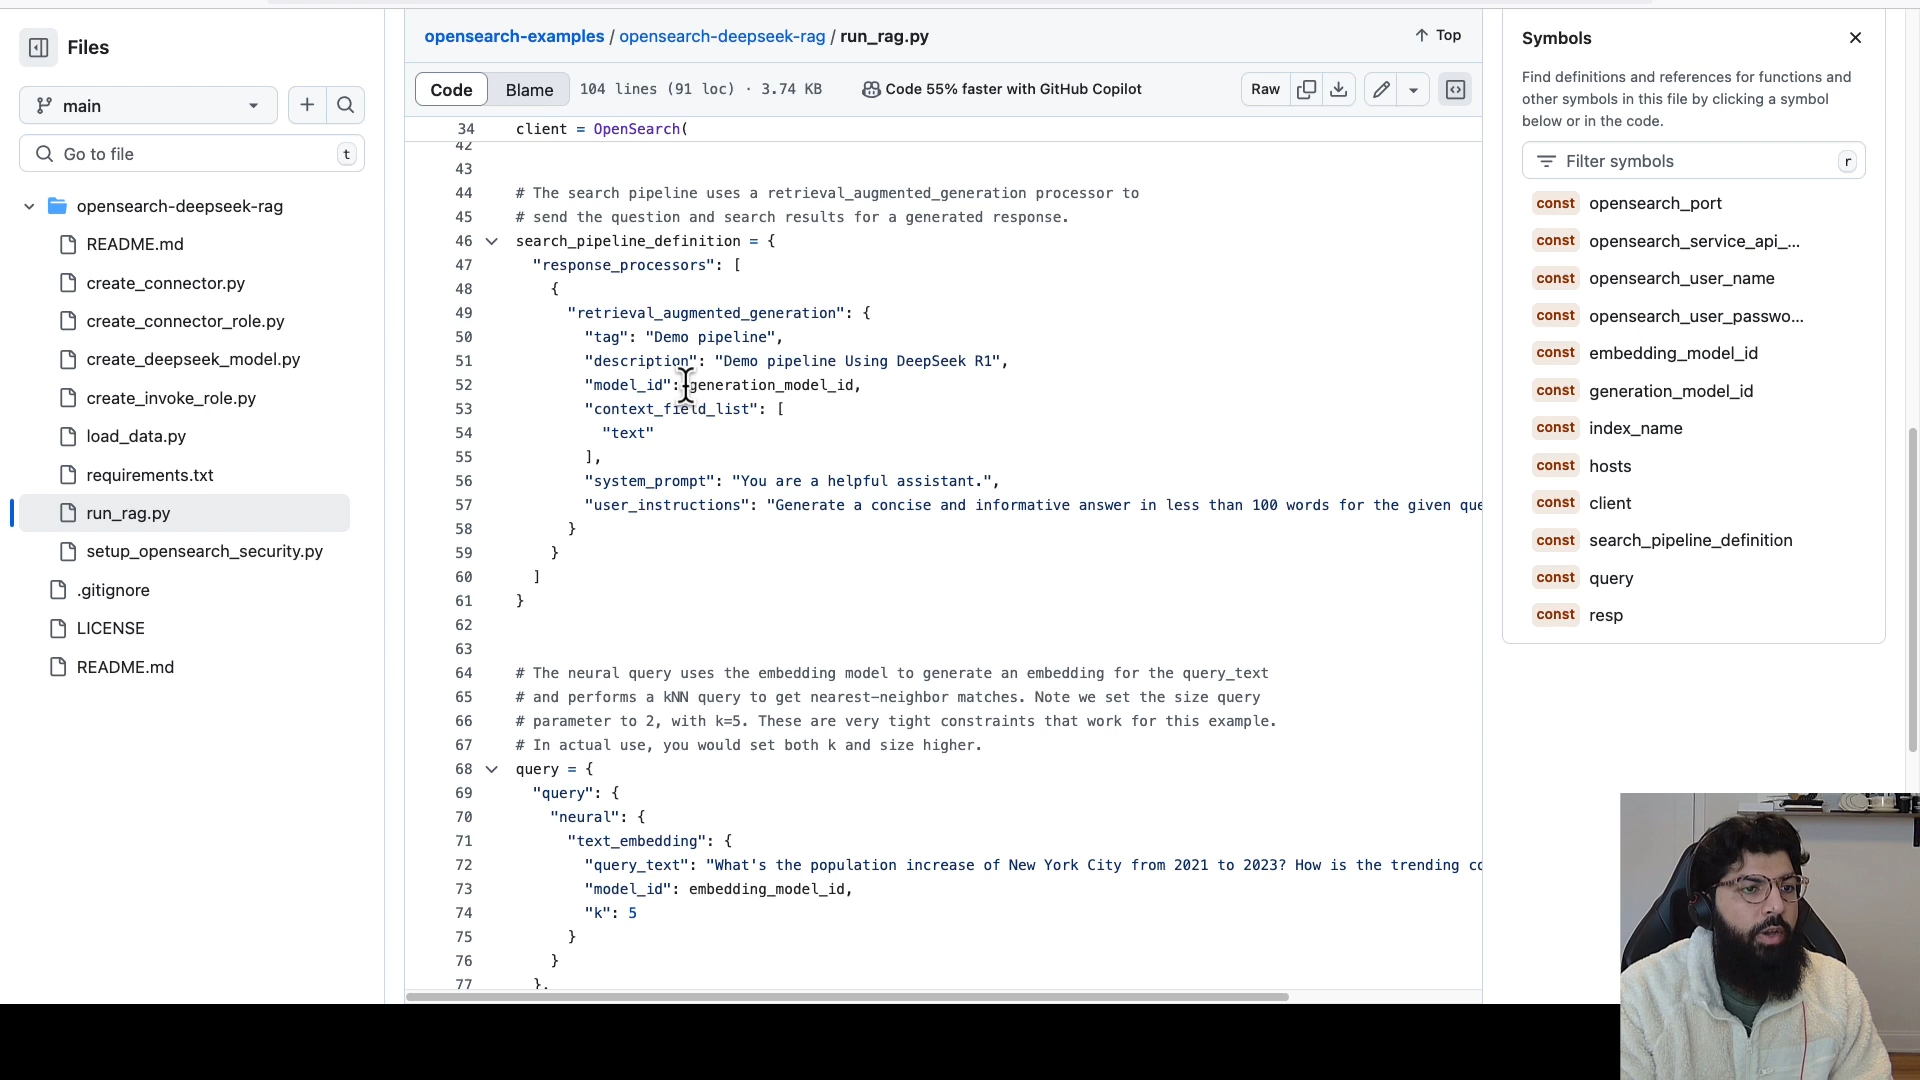 Files
main
Go to file
t
opensearch-deepseek-rag
README.md
create_connector.py
create_connector_role.py
create_deepseek_model.py
create_invoke_role.py
load_data.py
requirements.txt
run_rag.py
setup_opensearch_security.py
.gitignore
LICENSE
README.md
opensearch-examples / opensearch-deepseek-rag / run_rag.py
Top
Code Blame 104 lines (91 loc) · 3.74 KB Code 55% faster with GitHub Copilot Raw
34 client = OpenSearch(
42
43
44 # The search pipeline uses a retrieval_augmented_generation processor to
45 # send the question and search results for a generated response.
46 search_pipeline_definition = {
47 "response_processors": [
48 {
49 "retrieval_augmented_generation": {
50 "tag": "Demo pipeline",
51 "description": "Demo pipeline Using DeepSeek R1",
52 "model_id": generation_model_id,
53 "context_field_list": [
54 "text"
55 ],
56 "system_prompt": "You are a helpful assistant.",
57 "user_instructions": "Generate a concise and informative answer in less than 100 words for the given que
58 }
59 }
60 ]
61 }
62
63
64 # The neural query uses the embedding model to generate an embedding for the query_text
65 # and performs a kNN query to get nearest-neighbor matches. Note we set the size query
66 # parameter to 2, with k=5. These are very tight constraints that work for this example.
67 # In actual use, you would set both k and size higher.
68 query = {
69 "query": {
70 "neural": {
71 "text_embedding": {
72 "query_text": "What's the population increase of New York City from 2021 to 2023? How is the trending co
73 "model_id": embedding_model_id,
74 "k": 5
75 }
76 }
77 },
Symbols
Find definitions and references for functions and
other symbols in this file by clicking a symbol
below or in the code.
Filter symbols
r
const opensearch_port
const opensearch_service_api_...
const opensearch_user_name
const opensearch_user_passwo...
const embedding_model_id
const generation_model_id
const index_name
const hosts
const client
const search_pipeline_definition
const query
const resp